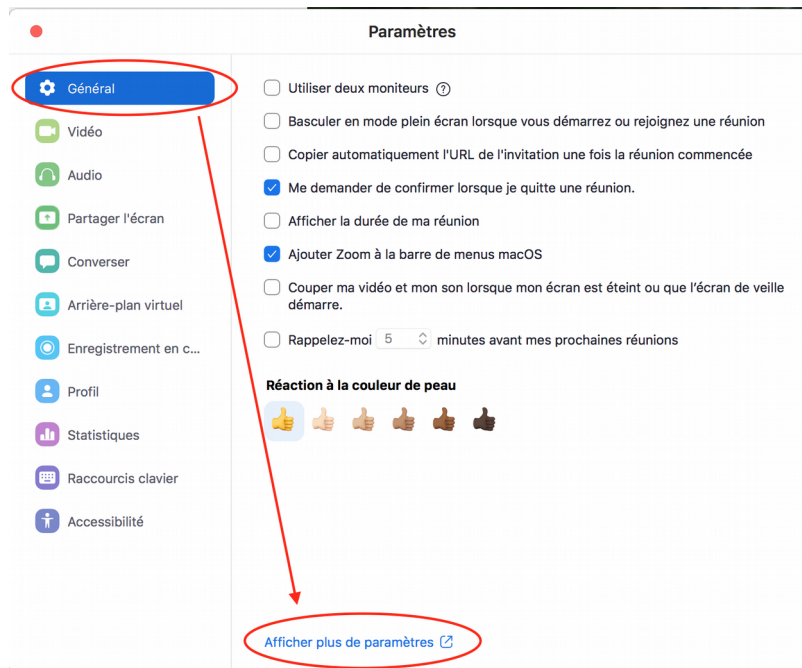 Paramètres
Général
Vidéo
Audio
Partager l'écran
Converser
Arrière-plan virtuel
Enregistrement en c...
Profil
Statistiques
Raccourcis clavier
Accessibilité
Utiliser deux moniteurs ?
Basculer en mode plein écran lorsque vous démarrez ou rejoignez une réunion
Copier automatiquement l'URL de l'invitation une fois la réunion commencée
Me demander de confirmer lorsque je quitte une réunion.
Afficher la durée de ma réunion
Ajouter Zoom à la barre de menus macOS
Couper ma vidéo et mon son lorsque mon écran est éteint ou que l'écran de veille
démarre.
Rappelez-moi 5 minutes avant mes prochaines réunions
Réaction à la couleur de peau
Afficher plus de paramètres